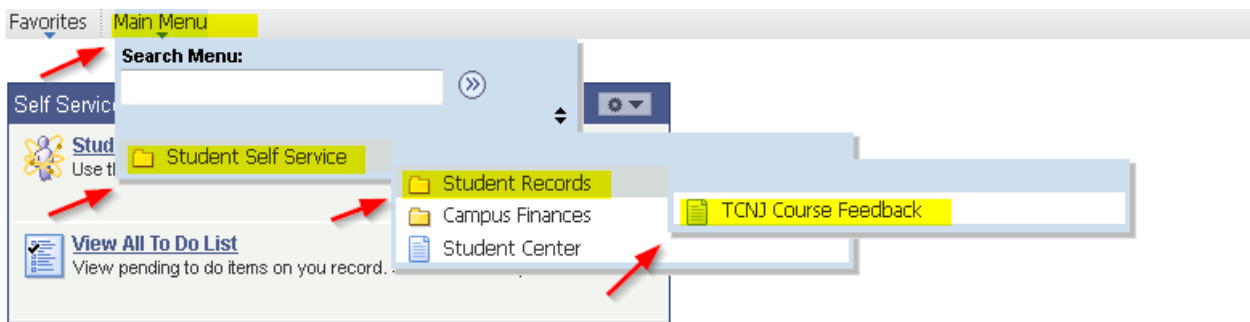 Favorites Main Menu
Search Menu:
Self Servic
Stud
Use tl
Student Self Service
Student Records
TCNJ Course Feedback
Campus Finances
Student Center
View All To Do List
View pending to do items on you record.